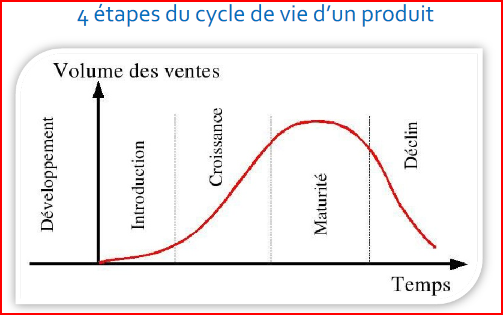 4 étapes du cycle de vie d’un produit
Volume des ventes
Développement
Introduction
Croissance
Maturité
Déclin
Temps